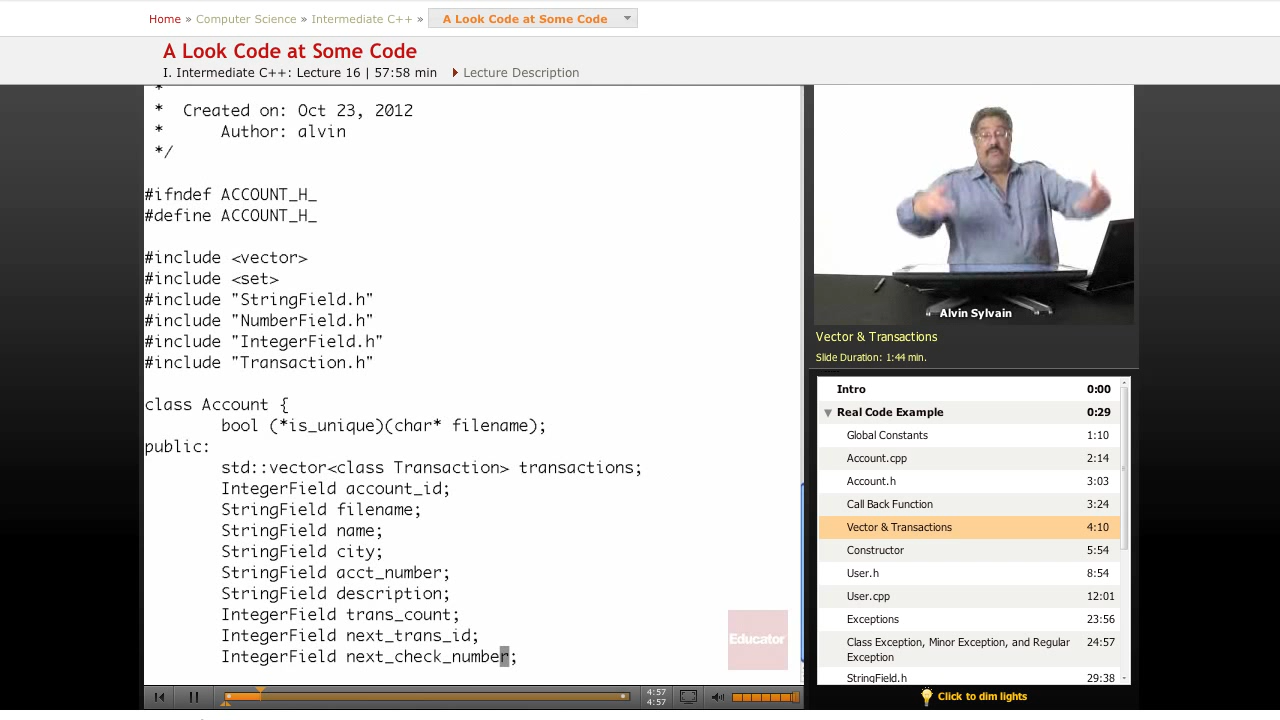 Home » Computer Science » Intermediate C++ » A Look Code at Some Code
A Look Code at Some Code
I. Intermediate C++: Lecture 16 | 57:58 min Lecture Description
*
* Created on: Oct 23, 2012
* Author: alvin
*/
#ifndef ACCOUNT_H_
#define ACCOUNT_H_
#include <vector>
#include <set>
#include "StringField.h"
#include "NumberField.h"
#include "IntegerField.h"
#include "Transaction.h"
class Account {
bool (*is_unique)(char* filename);
public:
std::vector<class Transaction> transactions;
IntegerField account_id;
StringField filename;
StringField name;
StringField city;
StringField acct_number;
StringField description;
IntegerField trans_count;
IntegerField next_trans_id;
IntegerField next_check_number;
Educator
4:57
4:57
Alvin Sylvain
Vector & Transactions
Slide Duration: 1:44 min.
Intro 0:00
Real Code Example 0:29
Global Constants 1:10
Account.cpp 2:14
Account.h 3:03
Call Back Function 3:24
Vector & Transactions 4:10
Constructor 5:54
User.h 8:54
User.cpp 12:01
Exceptions 23:56
Class Exception, Minor Exception, and Regular 24:57
Exception
StringField.h 29:38
Click to dim lights